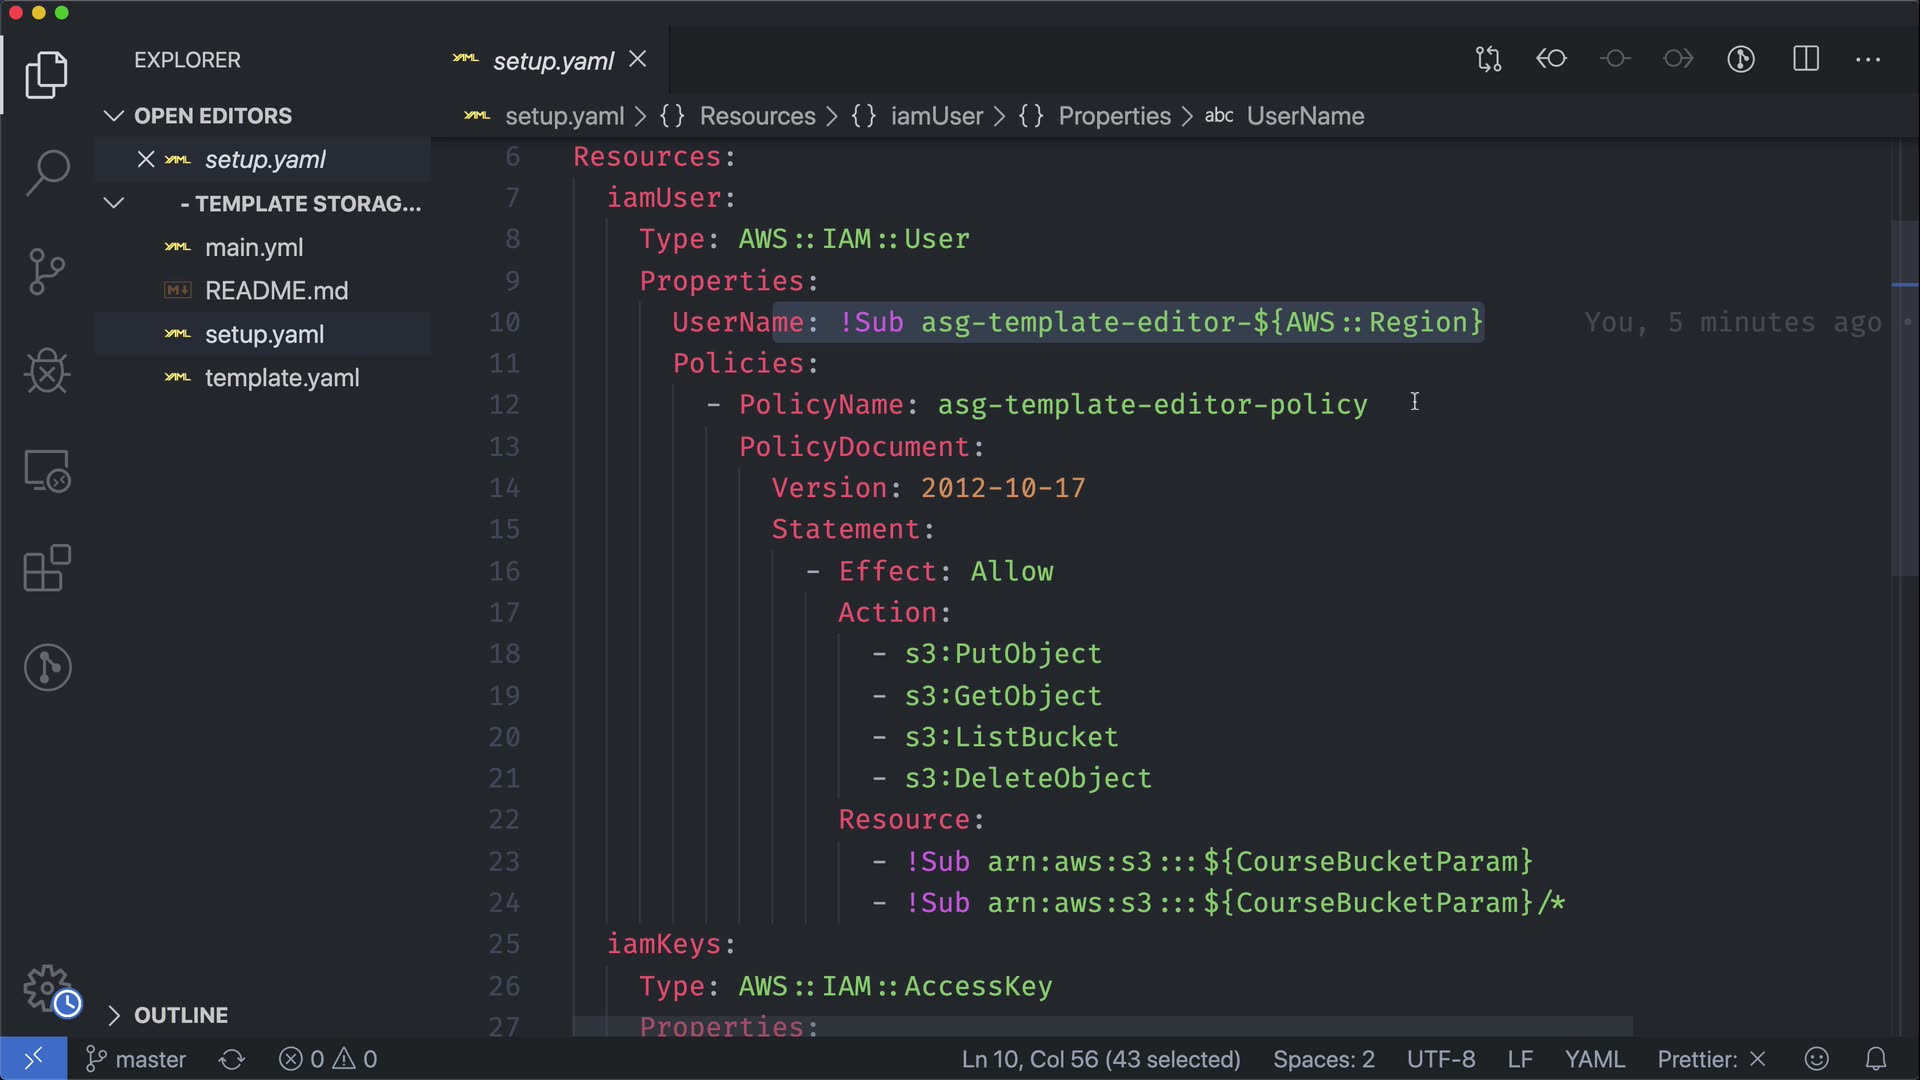 EXPLORER
OPEN EDITORS
setup.yaml
- TEMPLATE STORAG...
main.yml
README.md
setup.yaml
template.yaml
OUTLINE
setup.yaml
setup.yaml > {} Resources > {} iamUser > {} Properties > abc UserName
6 Resources:
7 iamUser:
8 Type: AWS::IAM::User
9 Properties:
10 UserName: !Sub asg-template-editor-${AWS::Region} You, 5 minutes ago •
11 Policies:
12 - PolicyName: asg-template-editor-policy
13 PolicyDocument:
14 Version: 2012-10-17
15 Statement:
16 - Effect: Allow
17 Action:
18 - s3:PutObject
19 - s3:GetObject
20 - s3:ListBucket
21 - s3:DeleteObject
22 Resource:
23 - !Sub arn:aws:s3:::${CourseBucketParam}
24 - !Sub arn:aws:s3:::${CourseBucketParam}/*
25 iamKeys:
26 Type: AWS::IAM::AccessKey
27 Properties:
master 0 0 Ln 10, Col 56 (43 selected) Spaces: 2 UTF-8 LF YAML Prettier: ×